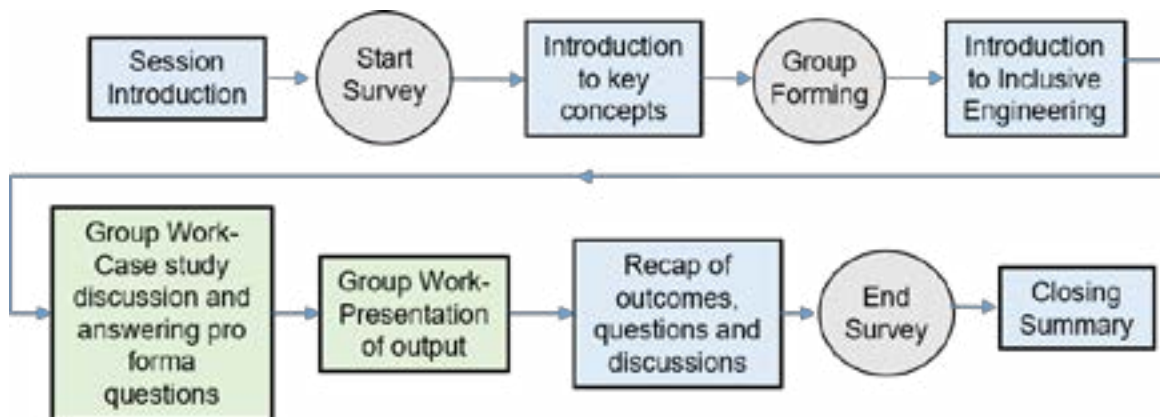 Session
Introduction
Start
Survey
Introduction
to key
concepts
Group
Forming
Introduction
to Inclusive
Engineering
Group Work-
Case study
discussion and
answering pro
forma
questions
Group Work-
Presentation
of output
Recap of
outcomes,
questions and
discussions
End
Survey
Closing
Summary